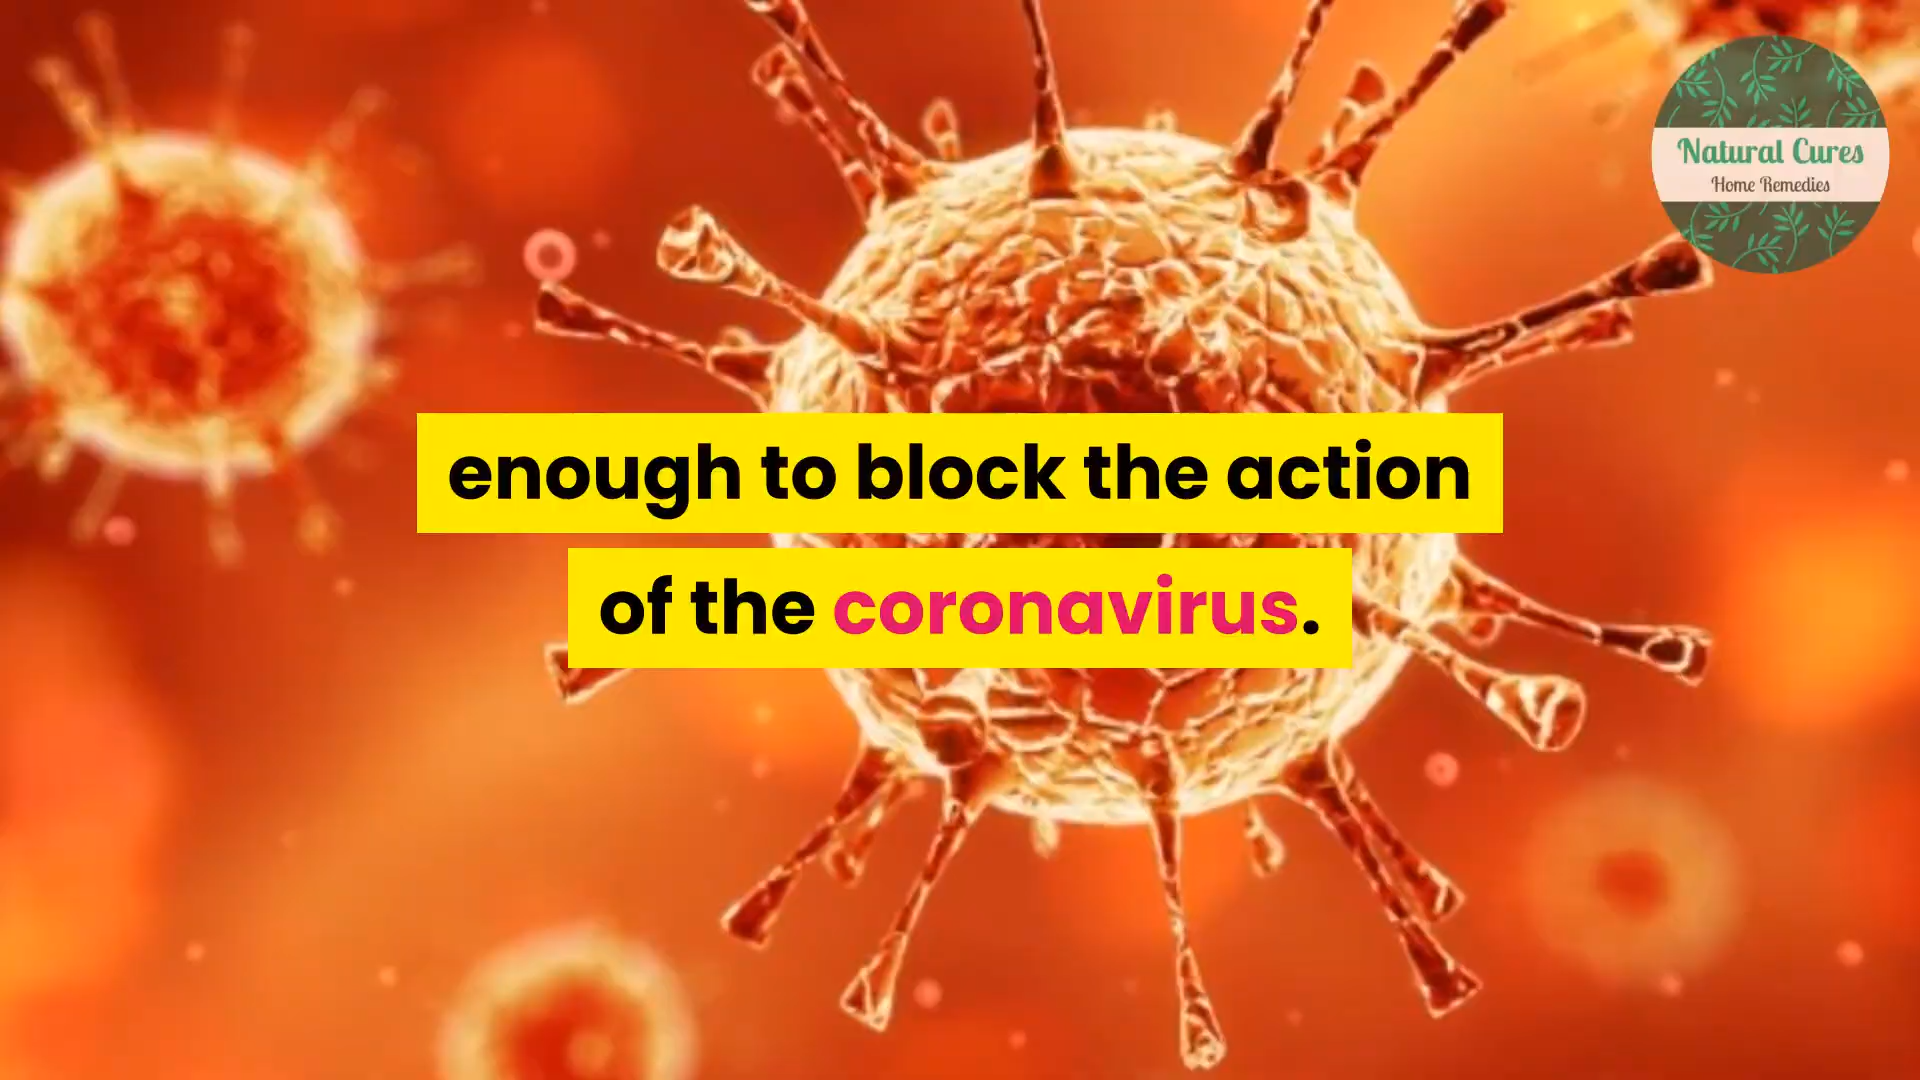 Natural Cures
Home Remedies
enough to block the action
of the coronavirus.